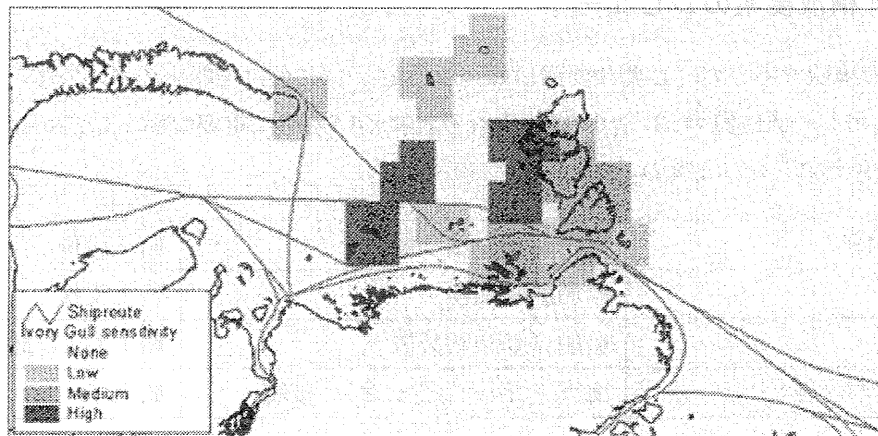 Shiproute
Ivory Gull sensitivity
None
Low
Medium
High